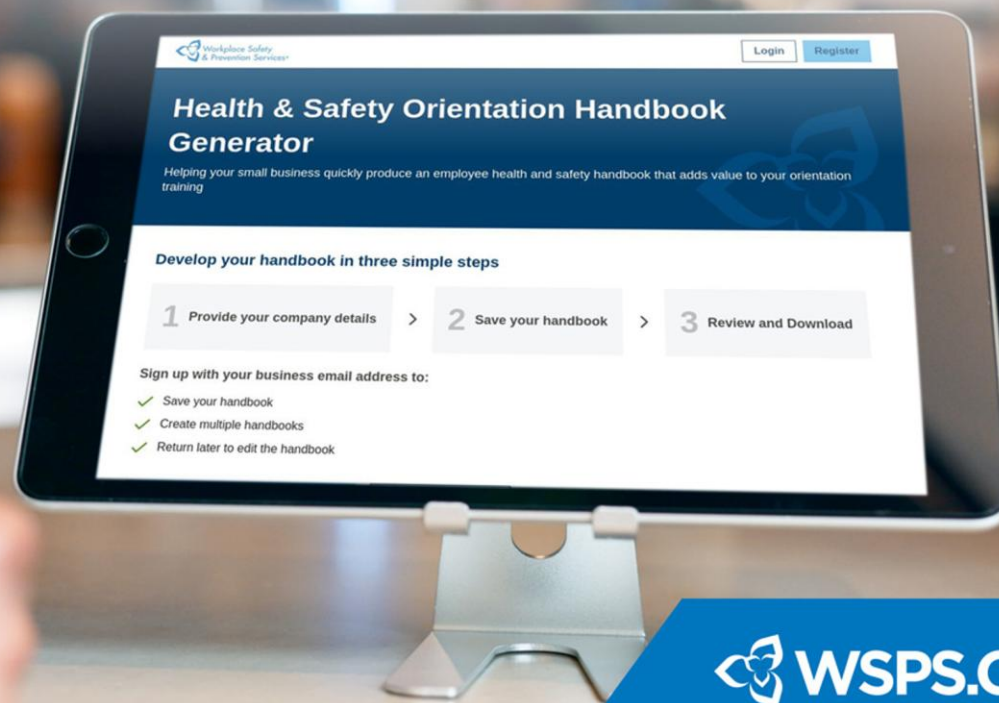 Workplace Safety
& Prevention Services
Login
Register
Health & Safety Orientation Handbook
Generator
Helping your small business quickly produce an employee health and safety handbook that adds value to your orientation
training
Develop your handbook in three simple steps
1 Provide your company details > 2 Save your handbook > 3 Review and Download
Sign up with your business email address to:
Save your handbook
Create multiple handbooks
Return later to edit the handbook
WSPS.C